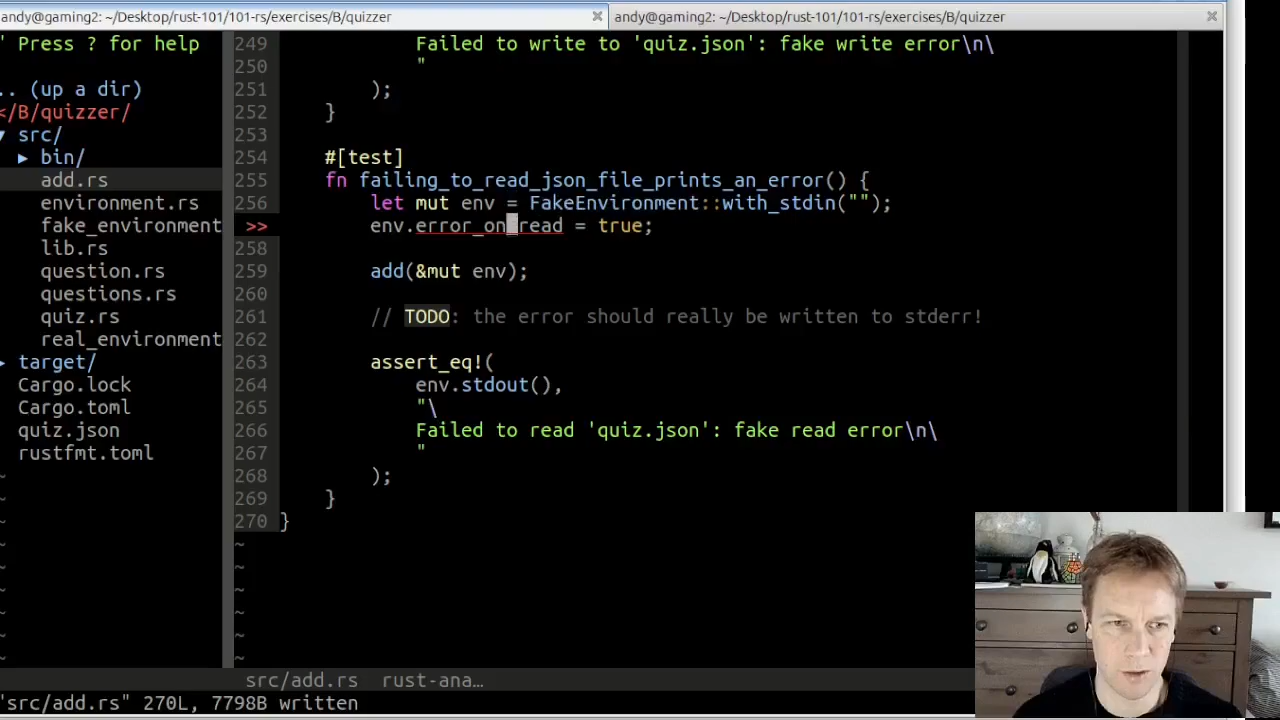 andy@gaming2: ~/Desktop/rust-101/101-rs/exercises/B/quizzer
andy@gaming2: ~/Desktop/rust-101/101-rs/exercises/B/quizzer
" Press ? for help
.. (up a dir)
</B/quizzer/
▾ src/
▸ bin/
add.rs
environment.rs
fake_environment
lib.rs
question.rs
questions.rs
quiz.rs
real_environment
▸ target/
Cargo.lock
Cargo.toml
quiz.json
rustfmt.toml
~
~
~
~
~
~
~
~
~
249 Failed to write to 'quiz.json': fake write error\n\
250 "
251 );
252 }
253
254 #[test]
255 fn failing_to_read_json_file_prints_an_error() {
256 let mut env = FakeEnvironment::with_stdin("");
>> env.error_on_read = true;
258
259 add(&mut env);
260
261 // TODO: the error should really be written to stderr!
262
263 assert_eq!(
264 env.stdout(),
265 "\
266 Failed to read 'quiz.json': fake read error\n\
267 "
268 );
269 }
270 }
~
~
~
~
~
~
src/add.rs rust-ana…
"src/add.rs" 270L, 7798B written